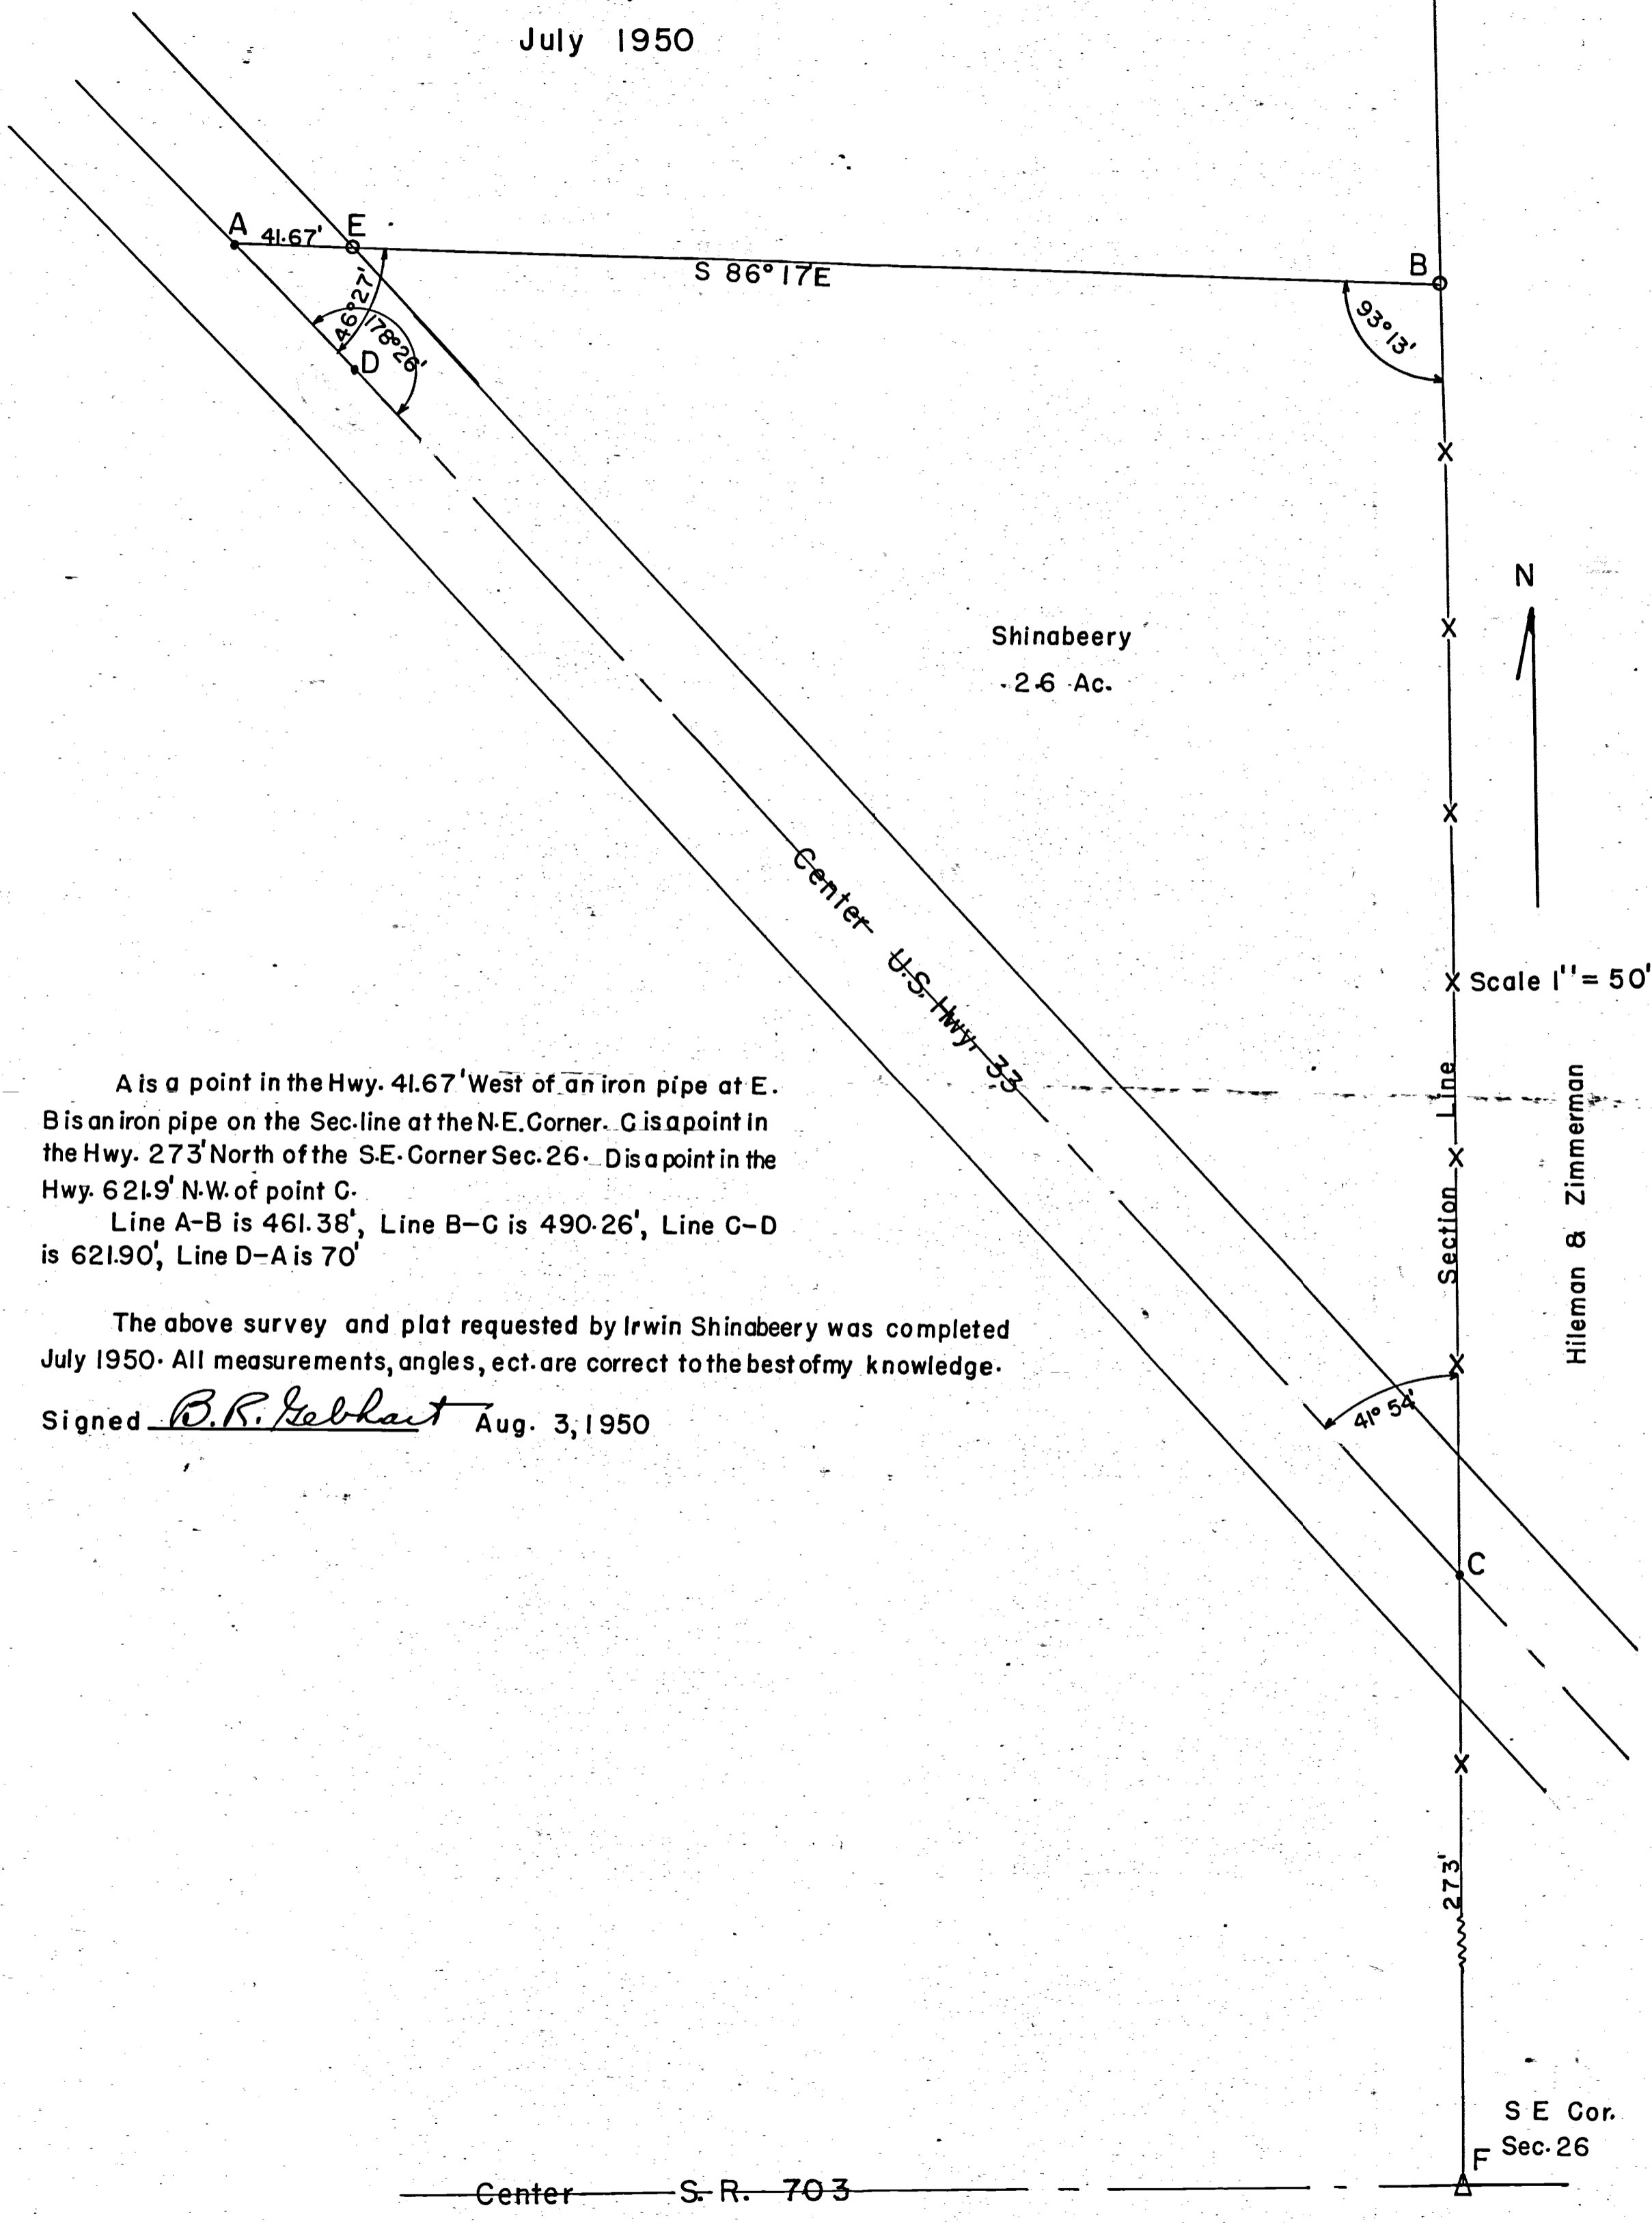 July 1950
A 41.67' E
S 86° 17E
B
46° 27'
178° 26'
93° 13'
D
N
Shinabeery
2.6 Ac.
Center U.S. Hwy. 33
Scale 1" = 50'
Section Line
Hileman & Zimmerman
A is a point in the Hwy. 41.67' West of an iron pipe at E.
B is an iron pipe on the Sec. line at the N.E. Corner. C is a point in
the Hwy. 273' North of the S.E. Corner Sec. 26. D is a point in the
Hwy. 621.9' N.W. of point C.
Line A-B is 461.38', Line B-C is 490.26', Line C-D
is 621.90', Line D-A is 70'
The above survey and plat requested by Irwin Shinabeery was completed
July 1950. All measurements, angles, ect. are correct to the best of my knowledge.
Signed B.R. Gebhart Aug. 3, 1950
41° 54'
C
273'
S E Cor.
Sec. 26
F
Center S. R. 703